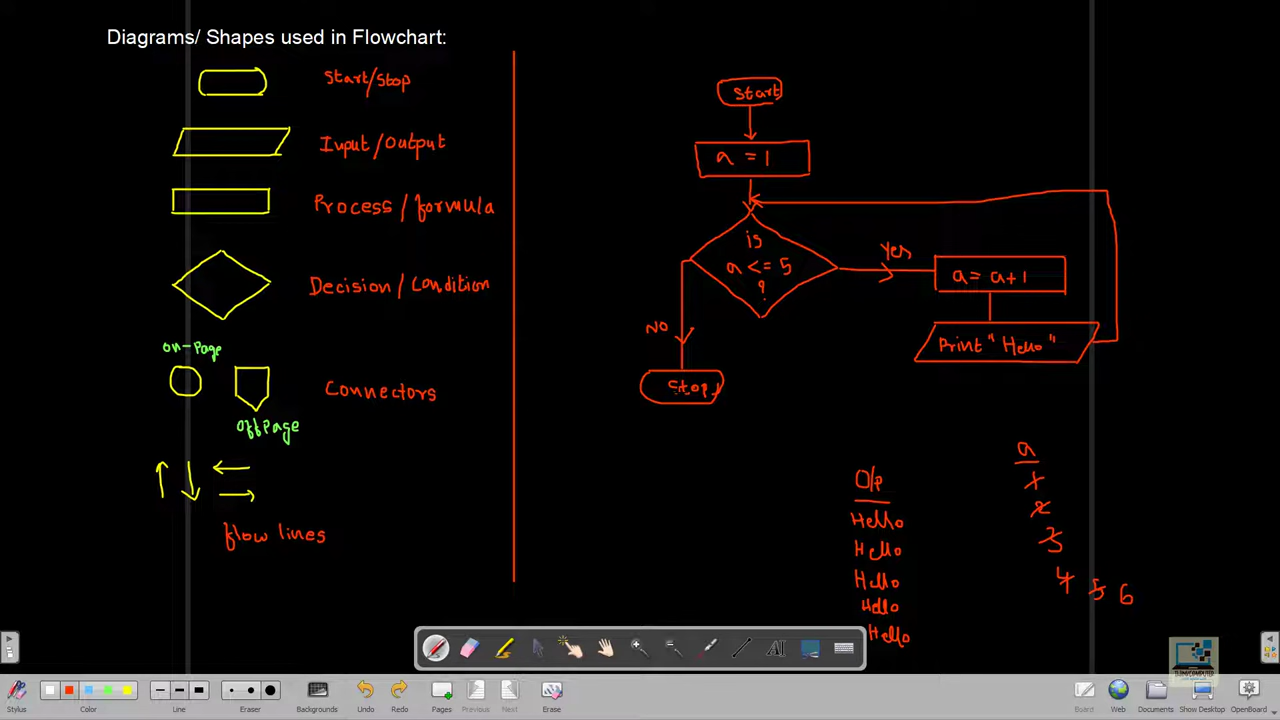 Diagrams/ Shapes used in Flowchart:
Start/Stop
Input/Output
Process/formula
Decision/Condition
On-Page
Connectors
OffPage
flow lines
Start
a = 1
is
a <= 5
?
Yes
a = a+1
Print "Hello"
NO
Stop
O/p
Hello
Hello
Hello
Hello
Hello
a
1
2
3
4 5 6
Stylus
Color
Line
Eraser
Backgrounds
Undo
Redo
Pages
Previous
Next
Erase
Board
Web
Documents
Show Desktop
OpenBoard
THINKCOMPUTER